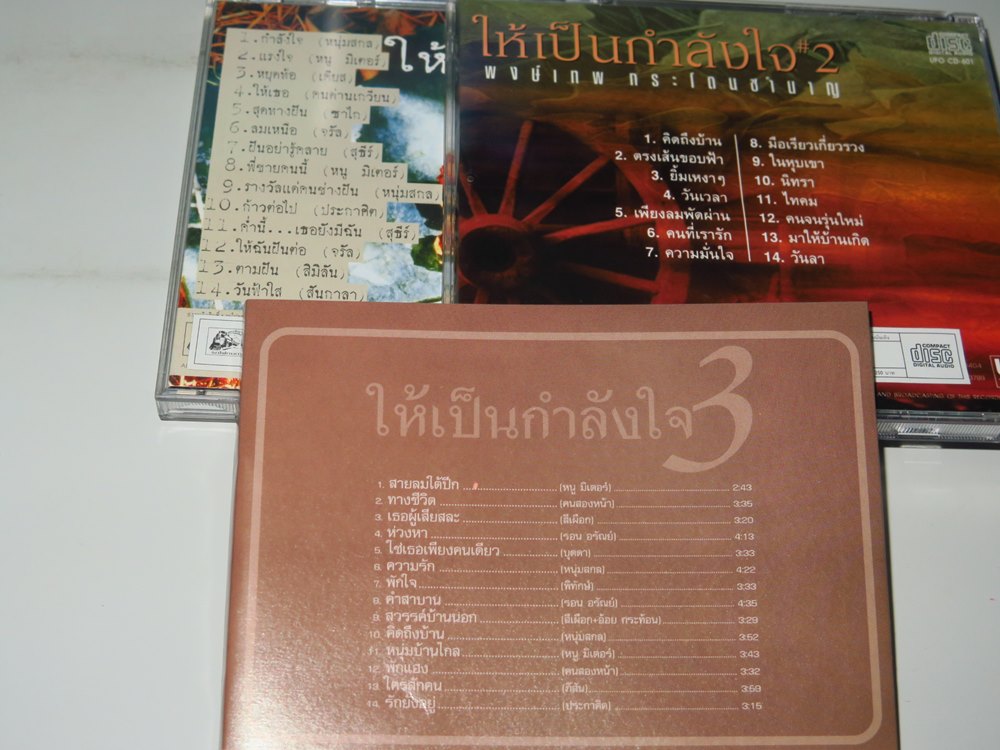 1.กำลังใจ (หนุ่มสกล)
2.แรงใจ (หนู มิเตอร์)
3.หยุดท้อ (เดียส)
4.ให้เธอ (คนด่านเกวียน)
5.สุดทางฝัน (ซาไก)
6.ลมเหนือ (จรัล)
7.ฝันอย่ารู้คลาย (สุธีร์)
8.พี่ชายคนนี้ (หนู มิเตอร์)
9.รางวัลแด่คนช่างฝัน (หนุ่มสกล)
10.ก้าวต่อไป (ประกาศิต)
11.ค่ำนี้...เธอยังมีฉัน (สุธีร์)
12.ให้ฉันฝันต่อ (จรัล)
13.ตามฝัน (สิมิลัน)
14.วันฟ้าใส (สันกาลา)
ให้
ให้เป็นกำลังใจ#2
พงษ์เทพ กระโดนชำนาญ
disc
UFO CD-601
1. คิดถึงบ้าน
2. ตรงเส้นขอบฟ้า
3. ยิ้มเหงาๆ
4. วันเวลา
5. เพียงลมพัดผ่าน
6. คนที่เรารัก
7. ความมั่นใจ
8. มือเรียวเกี่ยวรวง
9. ในหุบเขา
10. นิทรา
11. ไทคม
12. คนจนรุ่นใหม่
13. มาให้บ้านเกิด
14. วันลา
COMPACT
disc
DIGITAL AUDIO
250 บาท
AND BROADCASTING OF THIS
ให้เป็นกำลังใจ 3
1. สายลมใต้ปีก (หนู มิเตอร์) 2:43
2. ทางชีวิต (คนสองหน้า) 3:35
3. เธอผู้เสียสละ (สีเผือก) 3:20
4. ห่วงหา (รอน อรัณย์) 4:13
5. ใช่เธอเพียงคนเดียว (บุดดา) 3:33
6. ความรัก (หนุ่มสกล) 4:22
7. พักใจ (พิทักษ์) 3:33
8. คำสาบาน (รอน อรัณย์) 4:35
9. สวรรค์บ้านนอก (สีเผือก+อ้อย กระท้อน) 3:29
10. คิดถึงบ้าน (หนุ่มสกล) 3:52
11. หนุ่มบ้านไกล (หนู มิเตอร์) 3:43
12. พักแฮง (คนสองหน้า) 3:32
13. ใครสักคน (ภีสัน) 3:59
14. รักยังอยู่ (ประกาศิต) 3:15